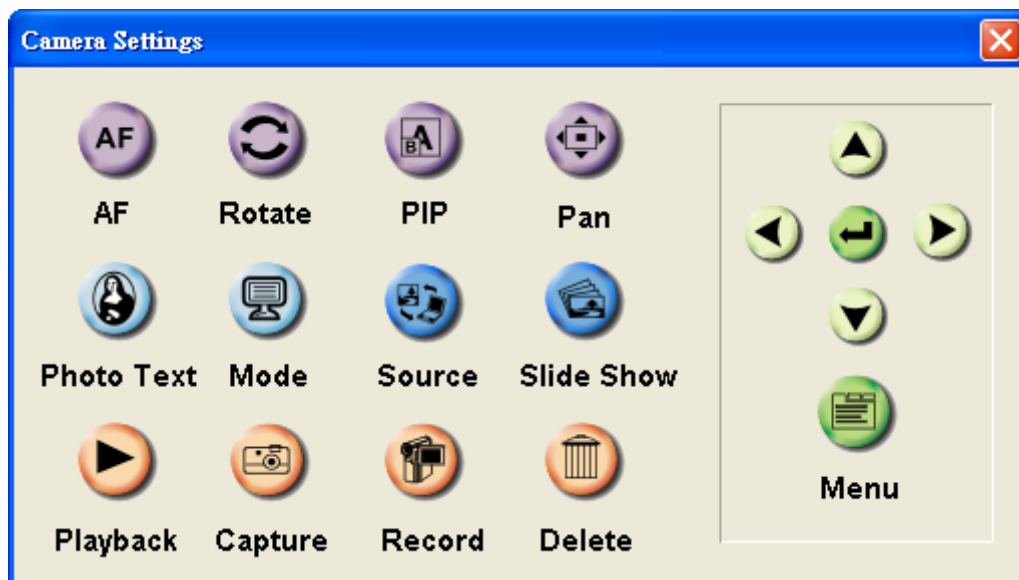 Camera Settings
AF
AF
Rotate
A
B
PIP
Pan
Photo Text
Mode
Source
Slide Show
Playback
Capture
Record
Delete
Menu